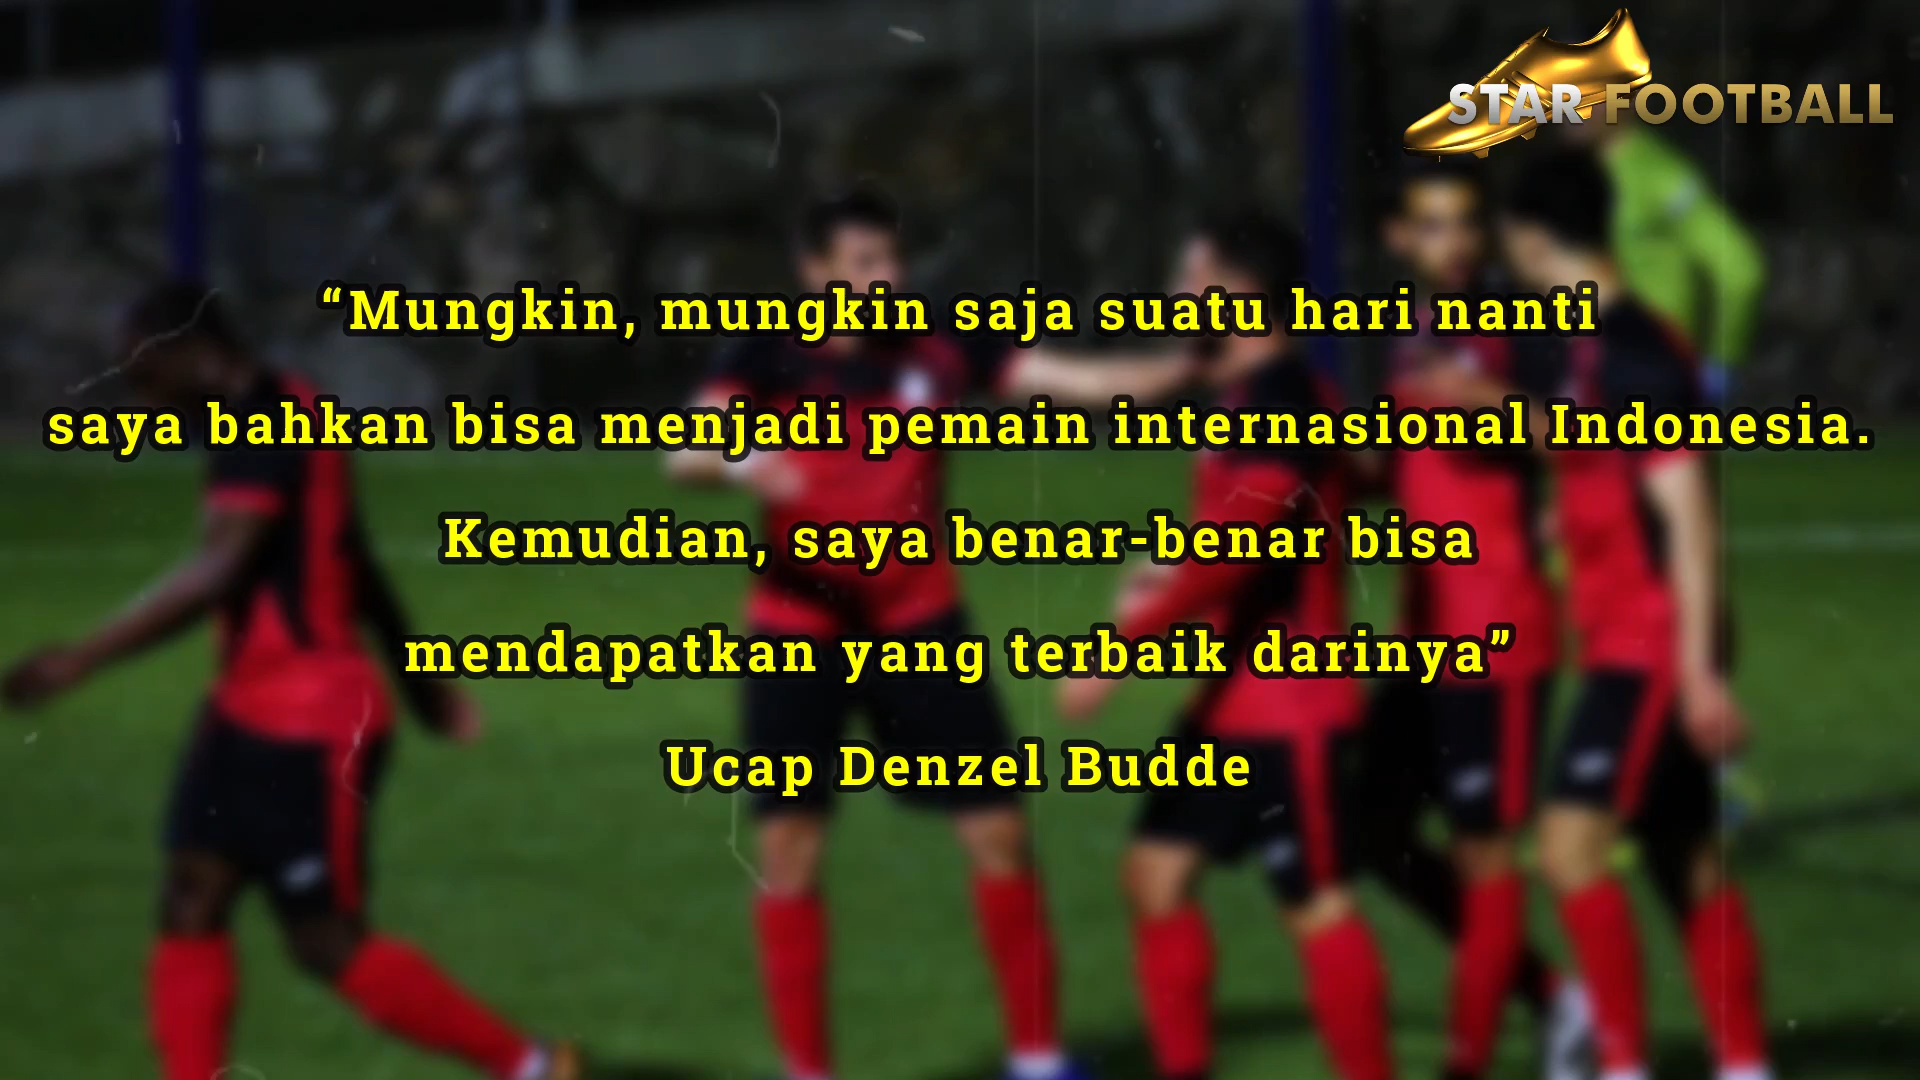 STAR FOOTBALL
“Mungkin, mungkin saja suatu hari nanti
saya bahkan bisa menjadi pemain internasional Indonesia.
Kemudian, saya benar-benar bisa
mendapatkan yang terbaik darinya”
Ucap Denzel Budde